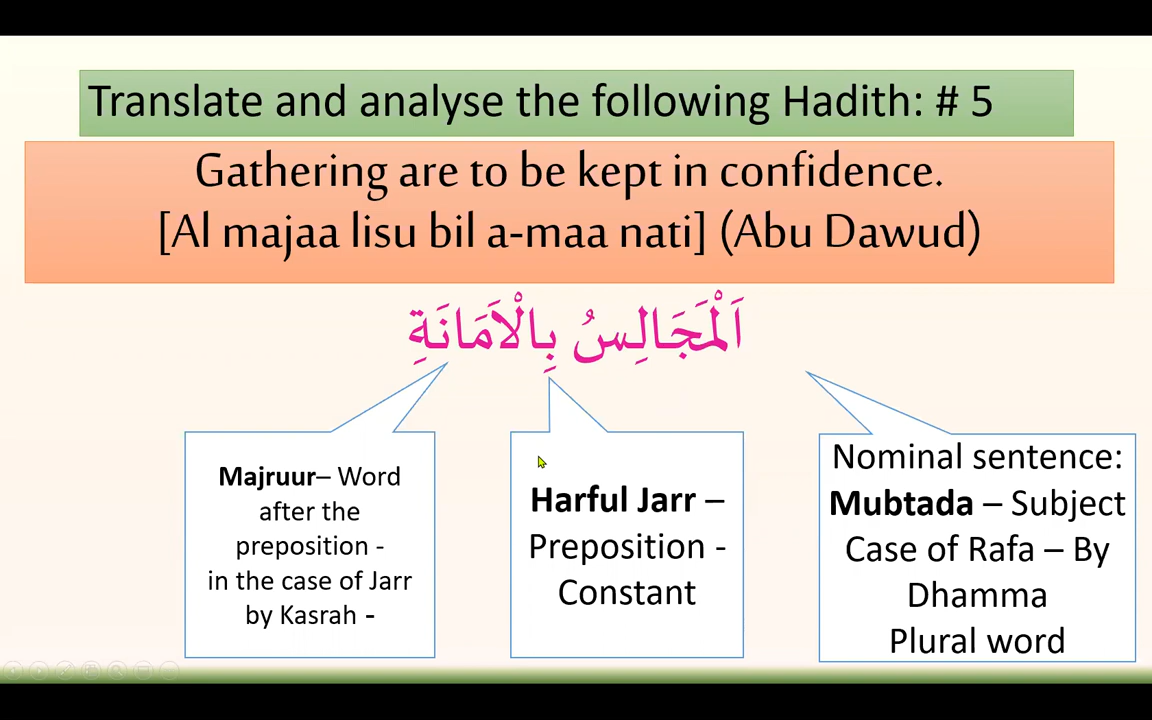 Translate and analyse the following Hadith: # 5
Gathering are to be kept in confidence.
[Al majaa lisu bil a-maa nati] (Abu Dawud)
اَلْمَجَالِسُ بِالْاَمَانَةِ
Majruur– Word
after the
preposition -
in the case of Jarr
by Kasrah -
Harful Jarr –
Preposition -
Constant
Nominal sentence:
Mubtada – Subject
Case of Rafa – By
Dhamma
Plural word